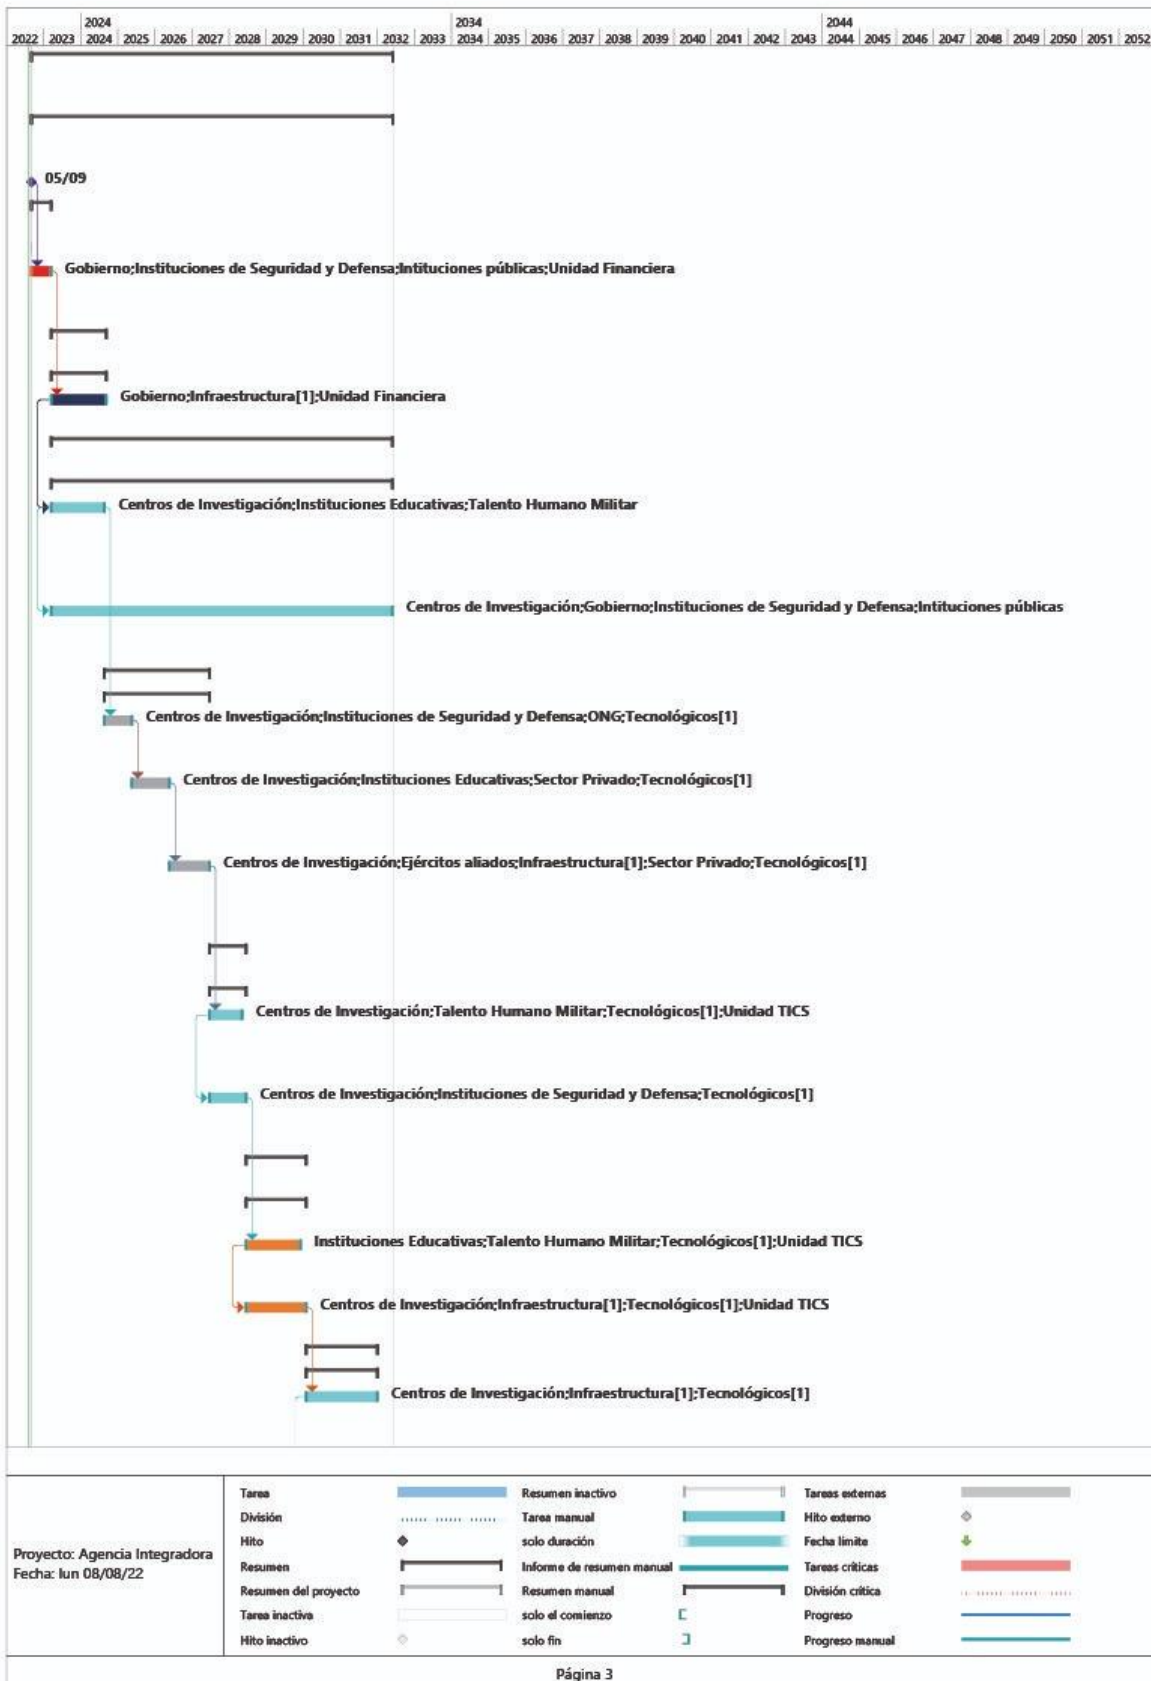 2024 2034 2044
2022 2023 2024 2025 2026 2027 2028 2029 2030 2031 2032 2033 2034 2035 2036 2037 2038 2039 2040 2041 2042 2043 2044 2045 2046 2047 2048 2049 2050 2051 2052
05/09
Gobierno;Instituciones de Seguridad y Defensa;Intituciones públicas;Unidad Financiera
Gobierno;Infraestructura[1];Unidad Financiera
Centros de Investigación;Instituciones Educativas;Talento Humano Militar
Centros de Investigación;Gobierno;Instituciones de Seguridad y Defensa;Intituciones públicas
Centros de Investigación;Instituciones de Seguridad y Defensa;ONG;Tecnológicos[1]
Centros de Investigación;Instituciones Educativas;Sector Privado;Tecnológicos[1]
Centros de Investigación;Ejércitos aliados;Infraestructura[1];Sector Privado;Tecnológicos[1]
Centros de Investigación;Talento Humano Militar;Tecnológicos[1];Unidad TICS
Centros de Investigación;Instituciones de Seguridad y Defensa;Tecnológicos[1]
Instituciones Educativas;Talento Humano Militar;Tecnológicos[1];Unidad TICS
Centros de Investigación;Infraestructura[1];Tecnológicos[1];Unidad TICS
Centros de Investigación;Infraestructura[1];Tecnológicos[1]
Proyecto: Agencia Integradora
Fecha: lun 08/08/22
Tarea
División
Hito
Resumen
Resumen del proyecto
Tarea inactiva
Hito inactivo
Resumen inactivo
Tarea manual
solo duración
Informe de resumen manual
Resumen manual
solo el comienzo
solo fin
Tareas externas
Hito externo
Fecha límite
Tareas críticas
División crítica
Progreso
Progreso manual
Página 3